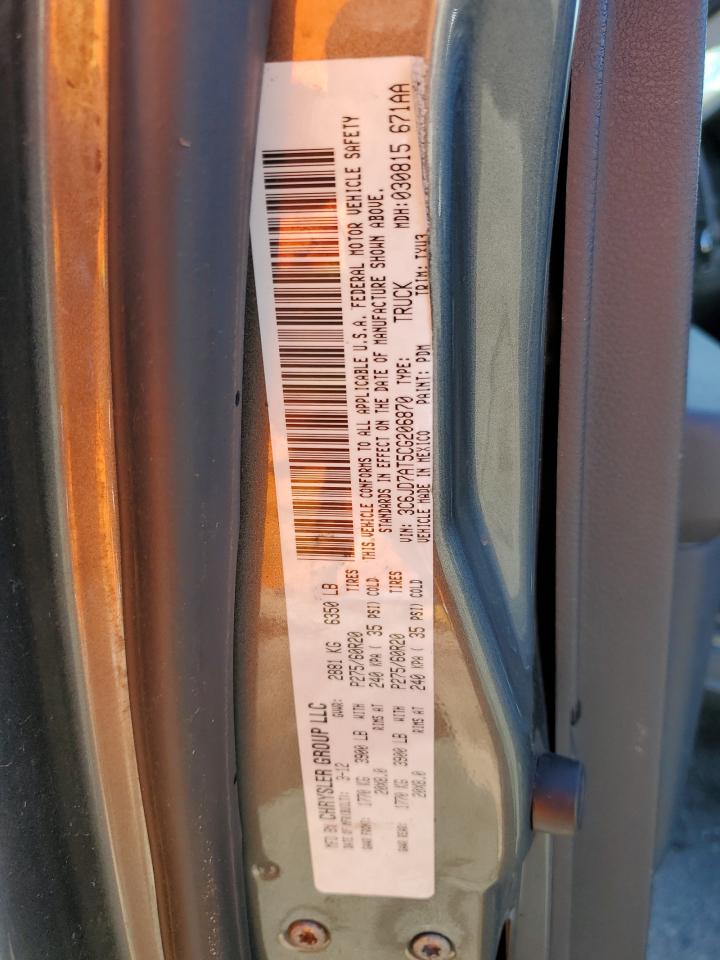 MFD BY CHRYSLER GROUP LLC
DATE OF MFR(BUILT): 3-12 GVWR: 2881 KG 6350 LB
GAWR FRONT: 1770 KG 3900 LB WITH P275/60R20 TIRES
20X8.0 RIMS AT 240 KPA ( 35 PSI) COLD
GAWR REAR: 1770 KG 3900 LB WITH P275/60R20 TIRES
20X8.0 RIMS AT 240 KPA ( 35 PSI) COLD
THIS VEHICLE CONFORMS TO ALL APPLICABLE U.S.A. FEDERAL MOTOR VEHICLE SAFETY
STANDARDS IN EFFECT ON THE DATE OF MANUFACTURE SHOWN ABOVE.
VIN: 3C6JD7AT5CG206870 TYPE: TRUCK MDH:030815 671AA
VEHICLE MADE IN MEXICO PAINT: PDM TRIM: TXU3